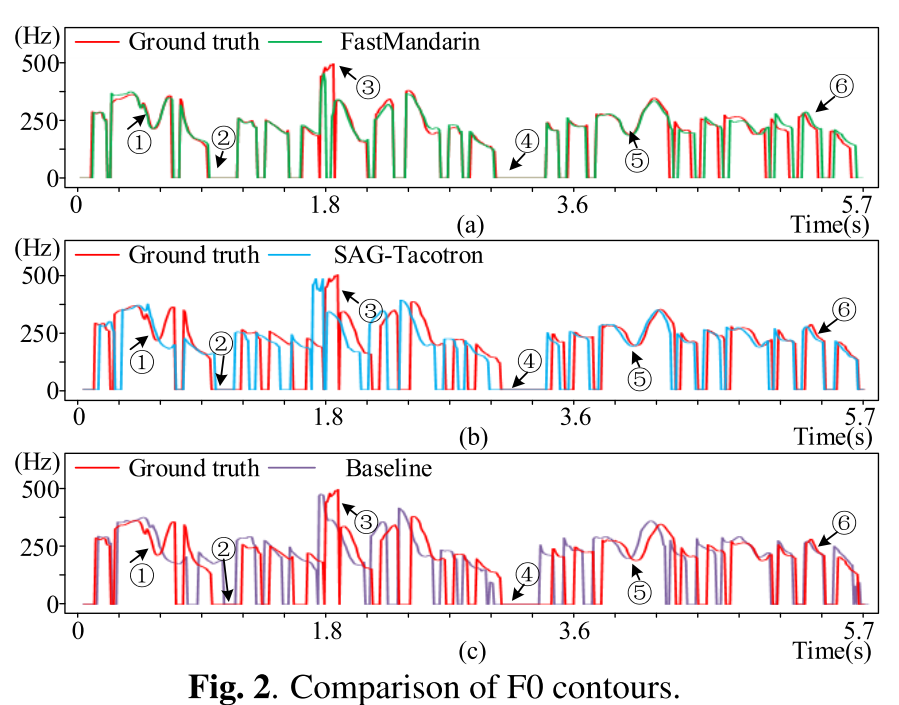 (Hz)
Ground truth FastMandarin
500
250
0
① ② ③ ④ ⑤ ⑥
0 1.8 3.6 5.7
(a) Time(s)
(Hz)
Ground truth SAG-Tacotron
500
250
0
① ② ③ ④ ⑤ ⑥
0 1.8 3.6 5.7
(b) Time(s)
(Hz)
Ground truth Baseline
500
250
0
① ② ③ ④ ⑤ ⑥
0 1.8 3.6 5.7
(c) Time(s)
Fig. 2. Comparison of F0 contours.